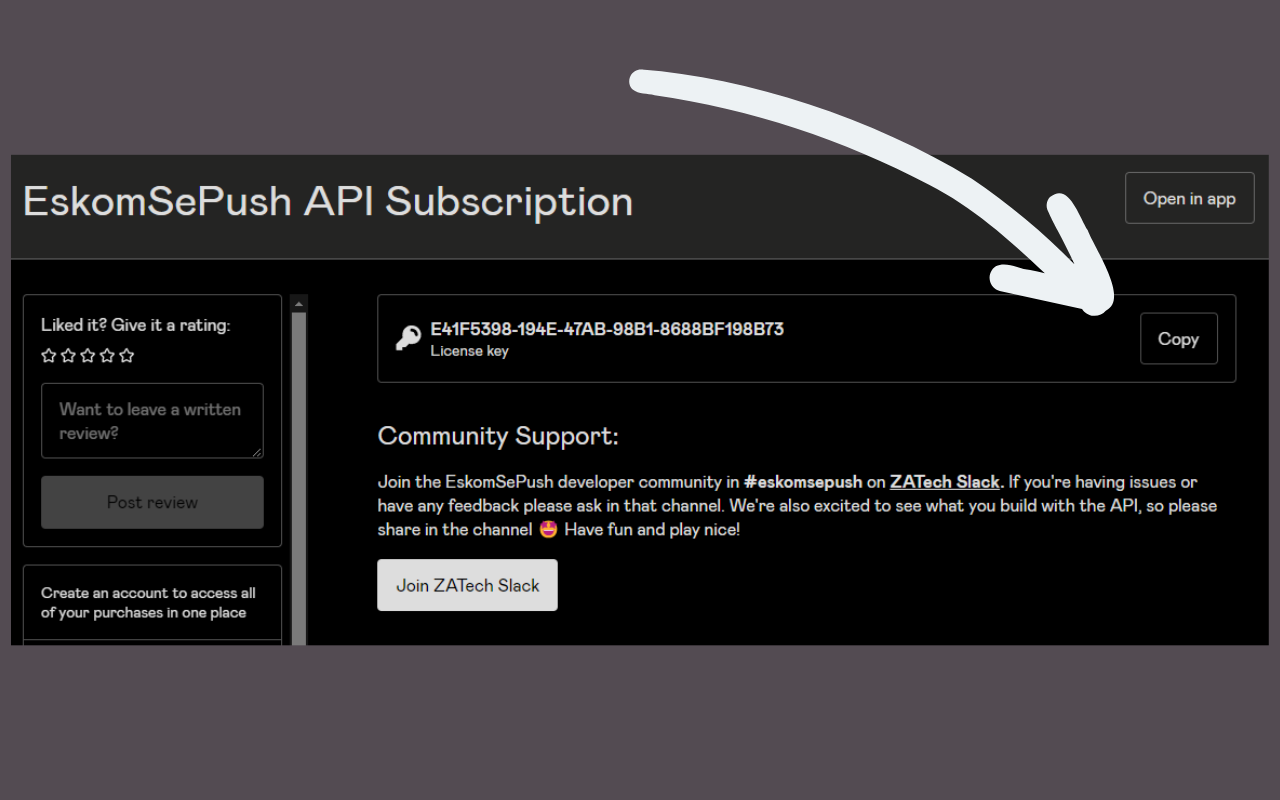 EskomSePush API Subscription
Open in app
Liked it? Give it a rating:
Want to leave a written
review?
Post review
Create an account to access all
of your purchases in one place
E41F5398-194E-47AB-98B1-8688BF198B73
License key
Copy
Community Support:
Join the EskomSePush developer community in #eskomsepush on ZATech Slack. If you're having issues or
have any feedback please ask in that channel. We're also excited to see what you build with the API, so please
share in the channel 🤩 Have fun and play nice!
Join ZATech Slack